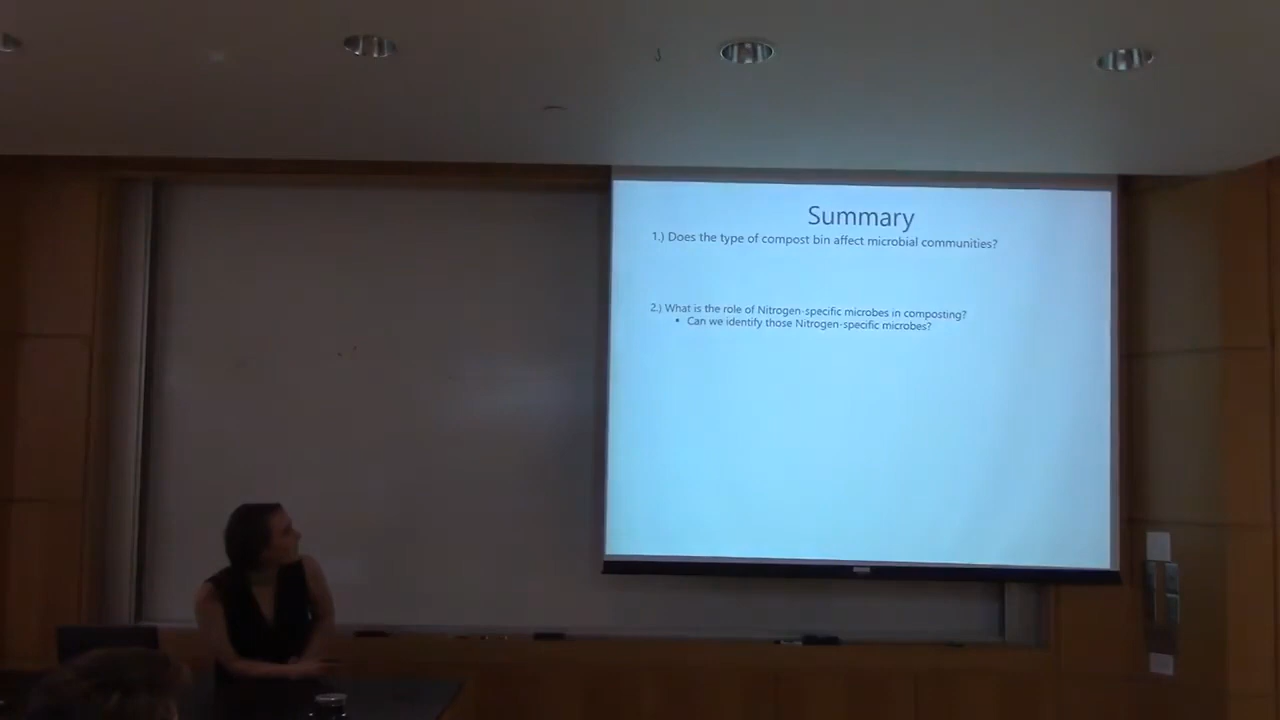 Summary
1.) Does the type of compost bin affect microbial communities?
2.) What is the role of Nitrogen-specific microbes in composting?
• Can we identify those Nitrogen-specific microbes?